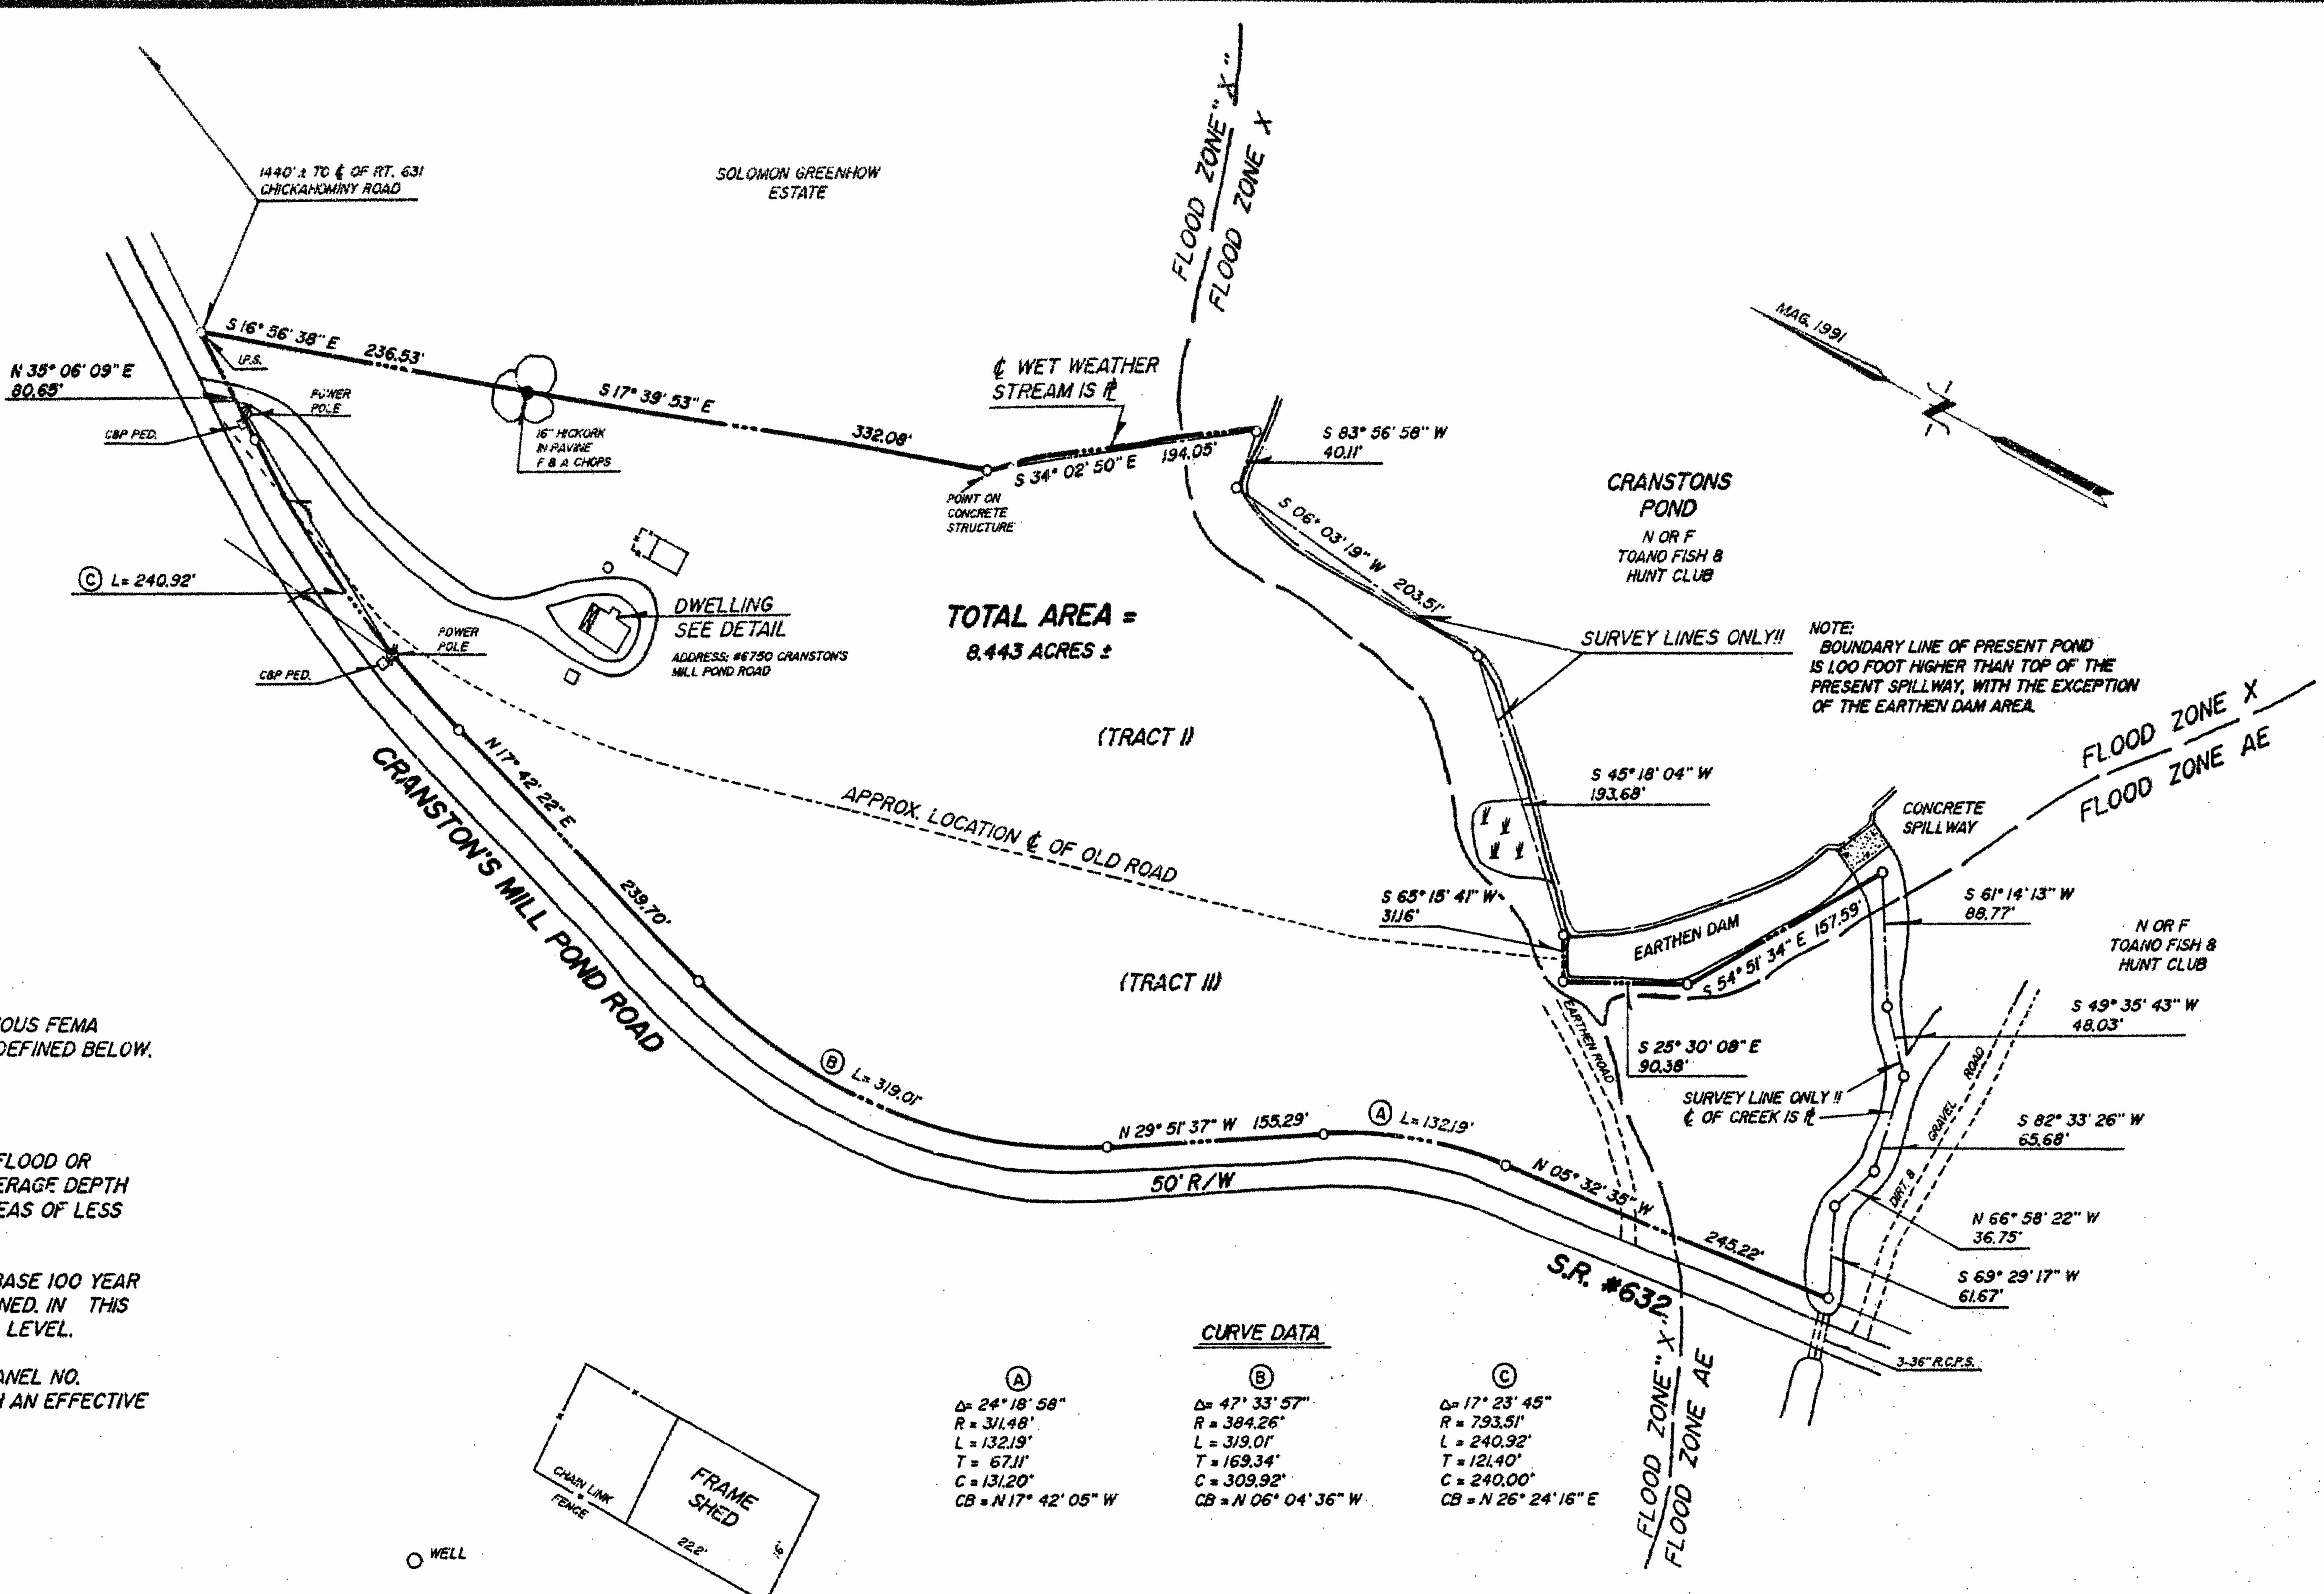 1440' ± TO ℄ OF RT. 631
CHICKAHOMINY ROAD
SOLOMON GREENHOW
ESTATE
FLOOD ZONE "X"
FLOOD ZONE X
MAG. 1991
N
S 16° 56' 38" E 236.53'
I.P.S.
N 35° 06' 09" E
80.65'
POWER
POLE
C&P PED.
16" HICKORK
IN RAVINE
F & A CHOPS
S 17° 39' 53" E
332.08'
℄ WET WEATHER
STREAM IS ⅊
S 34° 02' 50" E 194.05'
POINT ON
CONCRETE
STRUCTURE
S 83° 56' 58" W
40.11'
S 06° 03' 19" W 203.51'
CRANSTONS
POND
N OR F
TOANO FISH &
HUNT CLUB
Ⓒ L= 240.92'
POWER
POLE
C&P PED.
DWELLING
SEE DETAIL
ADDRESS: #6750 CRANSTON'S
MILL POND ROAD
TOTAL AREA =
8.443 ACRES ±
SURVEY LINES ONLY!!
NOTE:
BOUNDARY LINE OF PRESENT POND
IS 1.00 FOOT HIGHER THAN TOP OF THE
PRESENT SPILLWAY, WITH THE EXCEPTION
OF THE EARTHEN DAM AREA.
FLOOD ZONE X
FLOOD ZONE AE
(TRACT I)
S 45° 18' 04" W
193.68'
CONCRETE
SPILLWAY
APPROX. LOCATION ℄ OF OLD ROAD
N 17° 42' 22" E
239.70'
CRANSTON'S MILL POND ROAD
S 65° 15' 41" W
31.16'
EARTHEN DAM
S 54° 51' 34" E 157.59'
S 61° 14' 13" W
88.77'
N OR F
TOANO FISH &
HUNT CLUB
(TRACT II)
EARTHEN ROAD
S 25° 30' 08" E
90.38'
S 49° 35' 43" W
48.03'
SURVEY LINE ONLY !!
℄ OF CREEK IS ⅊
DIRT & GRAVEL ROAD
S 82° 33' 26" W
65.68'
Ⓑ L= 319.01'
N 29° 51' 37" W 155.29'
Ⓐ L= 132.19'
50' R/W
N 05° 32' 35" W
245.22'
S.R. #632
N 66° 58' 22" W
36.75'
S 69° 29' 17" W
61.67'
3-36" R.C.P.S.
FLOOD ZONE "X"
FLOOD ZONE AE
OUS FEMA
DEFINED BELOW.
FLOOD OR
ERAGE DEPTH
EAS OF LESS
BASE 100 YEAR
NED. IN THIS
LEVEL.
ANEL NO.
H AN EFFECTIVE
CURVE DATA
Ⓐ
Δ= 24° 18' 58"
R = 311.48'
L = 132.19'
T = 67.11'
C = 131.20'
CB = N 17° 42' 05" W
Ⓑ
Δ= 47° 33' 57"
R = 384.26'
L = 319.01'
T = 169.34'
C = 309.92'
CB = N 06° 04' 36" W
Ⓒ
Δ= 17° 23' 45"
R = 793.51'
L = 240.92'
T = 121.40'
C = 240.00'
CB = N 26° 24' 16" E
CHAIN LINK
FENCE
FRAME
SHED
22.2'
WELL